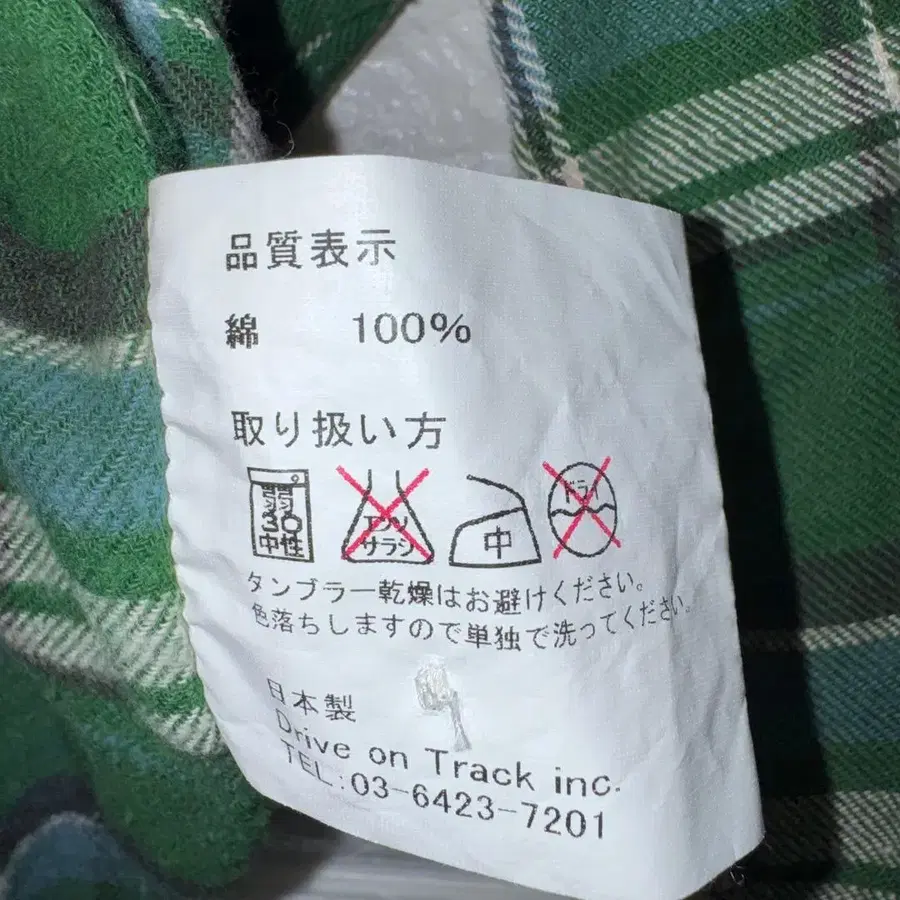 品質表示
綿 100%
取り扱い方
弱 30 中性 エンソ サラシ 中 ドライ
タンブラー乾燥はお避けください。
色落ちしますので単独で洗ってください。
日本製
Drive on Track inc.
TEL:03-6423-7201